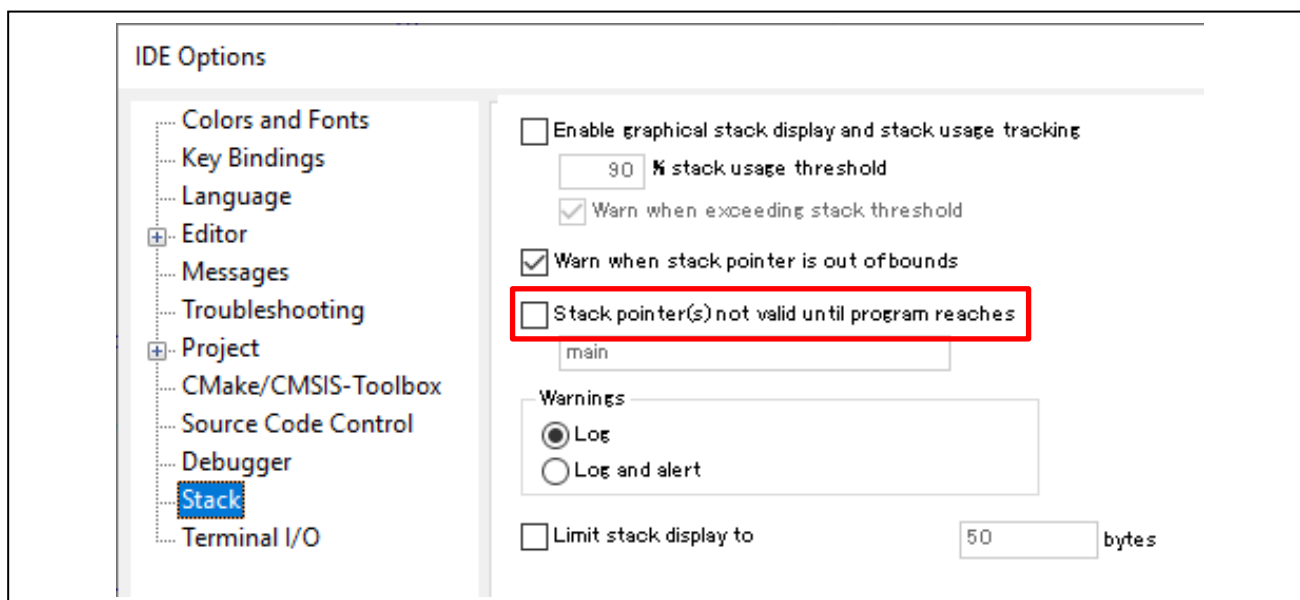 IDE Options
Colors and Fonts
Key Bindings
Language
Editor
Messages
Troubleshooting
Project
CMake/CMSIS-Toolbox
Source Code Control
Debugger
Stack
Terminal I/O
Enable graphical stack display and stack usage tracking
90 % stack usage threshold
Warn when exceeding stack threshold
Warn when stack pointer is out of bounds
Stack pointer(s) not valid until program reaches
main
Warnings
Log
Log and alert
Limit stack display to 50 bytes